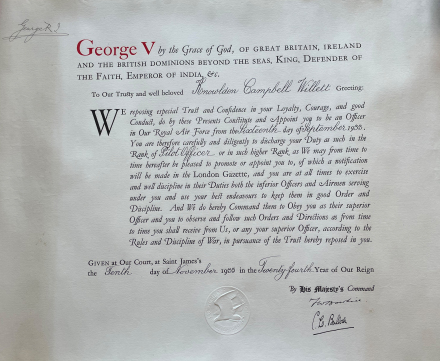 George R.I.
George V by the Grace of God, OF GREAT BRITAIN, IRELAND
AND THE BRITISH DOMINIONS BEYOND THE SEAS, KING, DEFENDER OF
THE FAITH, EMPEROR OF INDIA, &c.
To Our Trusty and well beloved Knowlden Campbell Willett Greeting:
WE reposing especial Trust and Confidence in your Loyalty, Courage, and good
Conduct, do by these Presents Constitute and Appoint you to be an Officer
in Our Royal Air Force from the Sixteenth day of September 1933.
You are therefore carefully and diligently to discharge your Duty as such in the
Rank of Pilot Officer or in such higher Rank as We may from time to
time hereafter be pleased to promote or appoint you to, of which a notification
will be made in the London Gazette, and you are at all times to exercise
and well discipline in their Duties both the inferior Officers and Airmen serving
under you and use your best endeavours to keep them in good Order and
Discipline. And We do hereby Command them to Obey you as their superior
Officer and you to observe and follow such Orders and Directions as from time
to time you shall receive from Us, or any your superior Officer, according to the
Rules and Discipline of War, in pursuance of the Trust hereby reposed in you.
GIVEN at Our Court, at Saint James's
the Tenth day of November 1933 in the Twenty fourth Year of Our Reign
By His Majesty's Command